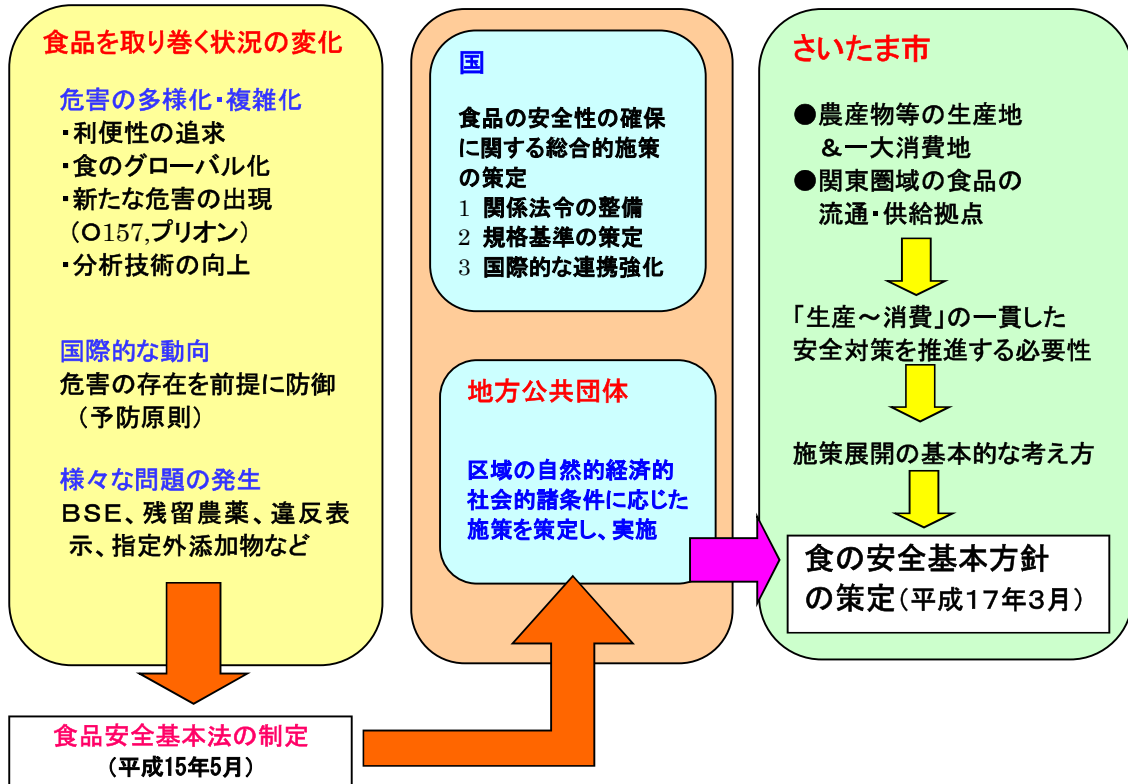 食品を取り巻く状況の変化
危害の多様化・複雑化
・利便性の追求
・食のグローバル化
・新たな危害の出現
（O157,プリオン）
・分析技術の向上
国際的な動向
危害の存在を前提に防御
（予防原則）
様々な問題の発生
ＢＳＥ、残留農薬、違反表
示、指定外添加物など
食品安全基本法の制定
（平成15年5月）
国
食品の安全性の確保
に関する総合的施策
の策定
1 関係法令の整備
2 規格基準の策定
3 国際的な連携強化
地方公共団体
区域の自然的経済的
社会的諸条件に応じた
施策を策定し、実施
さいたま市
●農産物等の生産地
＆一大消費地
●関東圏域の食品の
流通・供給拠点
「生産～消費」の一貫した
安全対策を推進する必要性
施策展開の基本的な考え方
食の安全基本方針
の策定（平成１７年３月）